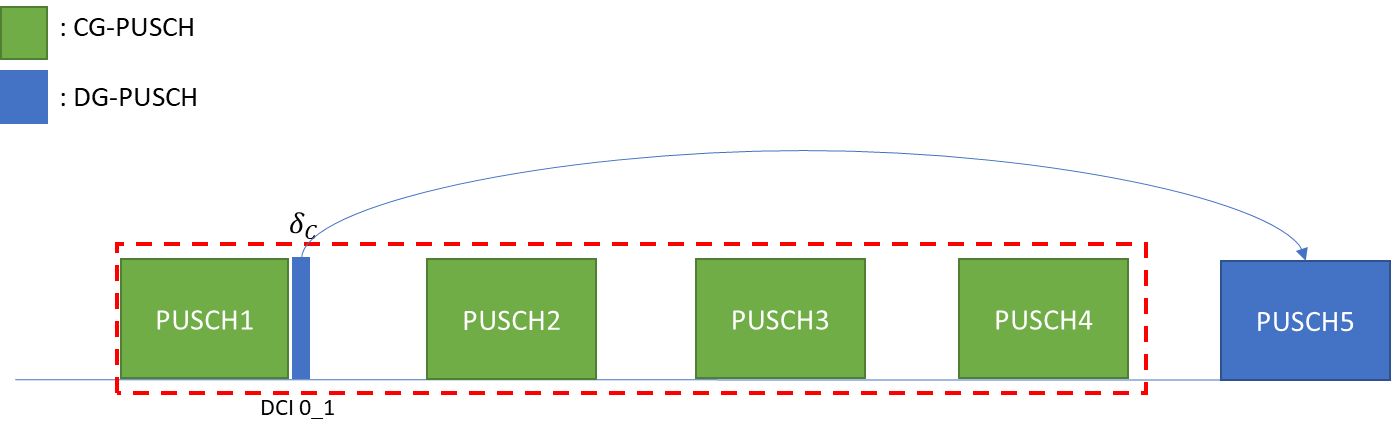 : CG-PUSCH
: DG-PUSCH
δC
PUSCH1
PUSCH2
PUSCH3
PUSCH4
PUSCH5
DCI 0_1